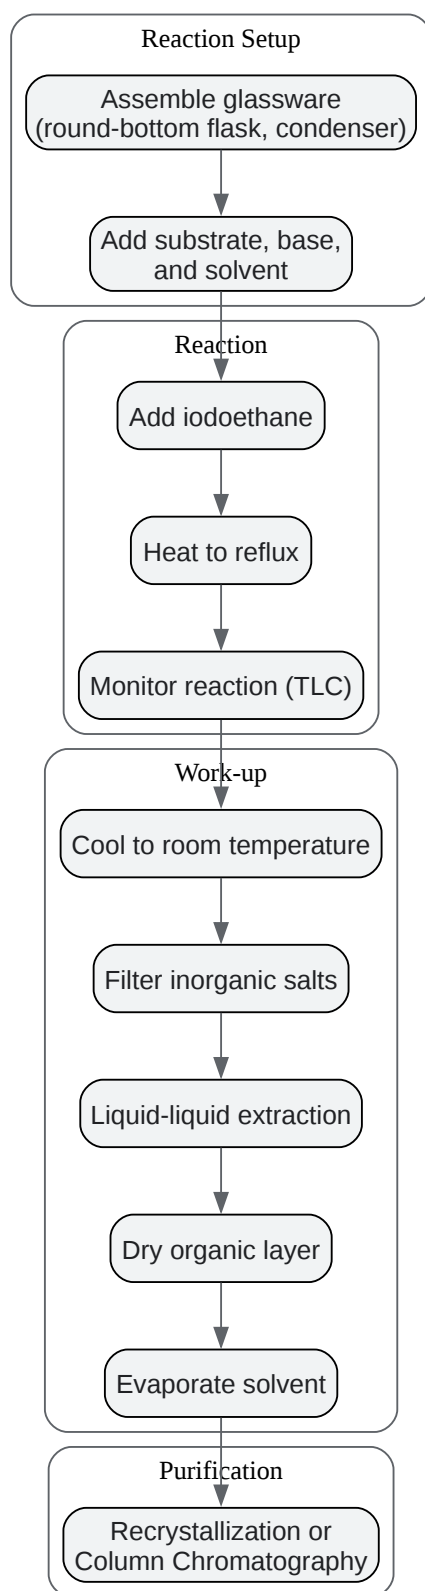 Reaction Setup
Assemble glassware
(round-bottom flask, condenser)
Add substrate, base,
and solvent
Reaction
Add iodoethane
Heat to reflux
Monitor reaction (TLC)
Work-up
Cool to room temperature
Filter inorganic salts
Liquid-liquid extraction
Dry organic layer
Evaporate solvent
Purification
Recrystallization or
Column Chromatography